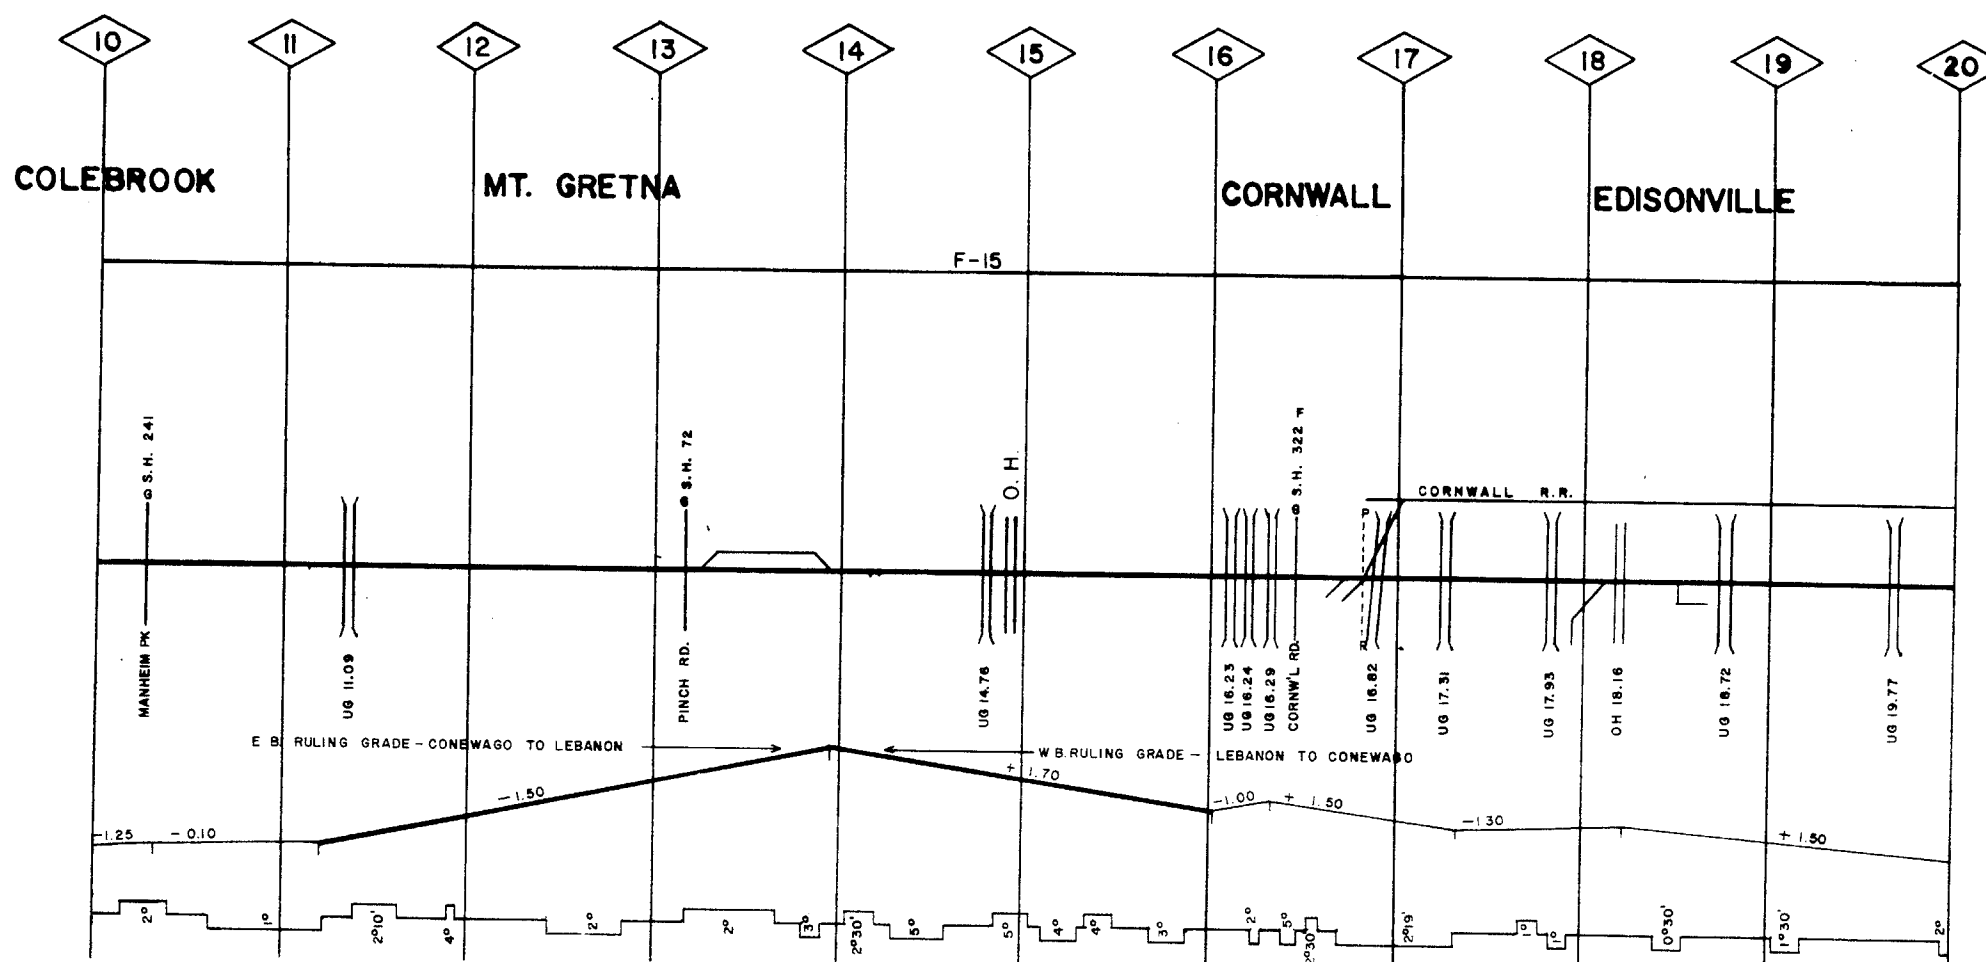 10 11 12 13 14 15 16 17 18 19 20
COLEBROOK MT. GRETNA CORNWALL EDISONVILLE
F-15
S.H. 241
S.H. 72
O.H.
S.H. 322 F
CORNWALL R.R.
P
MANHEIM PK
UG 11.09
PINCH RD.
UG 14.76
UG 16.23
UG 16.24
UG 16.29
CORNW'L RD.
UG 16.82
UG 17.31
UG 17.93
OH 18.16
UG 18.72
UG 19.77
E B. RULING GRADE - CONEWAGO TO LEBANON
W B. RULING GRADE - LEBANON TO CONEWAGO
-1.25 -0.10 -1.50 + 1.70 -1.00 + 1.50 -1.30 + 1.50
2° 1° 2°10' 4° 2° 2° 3° 2°30' 5° 5° 4° 4° 3° 2° 5° 2°30' 2°19' 1° 1° 0°30' 1°30' 2°